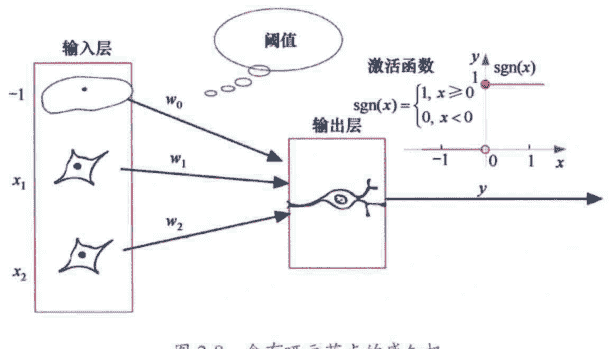 输入层
阈值
激活函数
sgn(x)={1, x≥0
0, x<0
y
1
sgn(x)
-1
0
1
x
-1
w₀
输出层
x₁
w₁
y
x₂
w₂